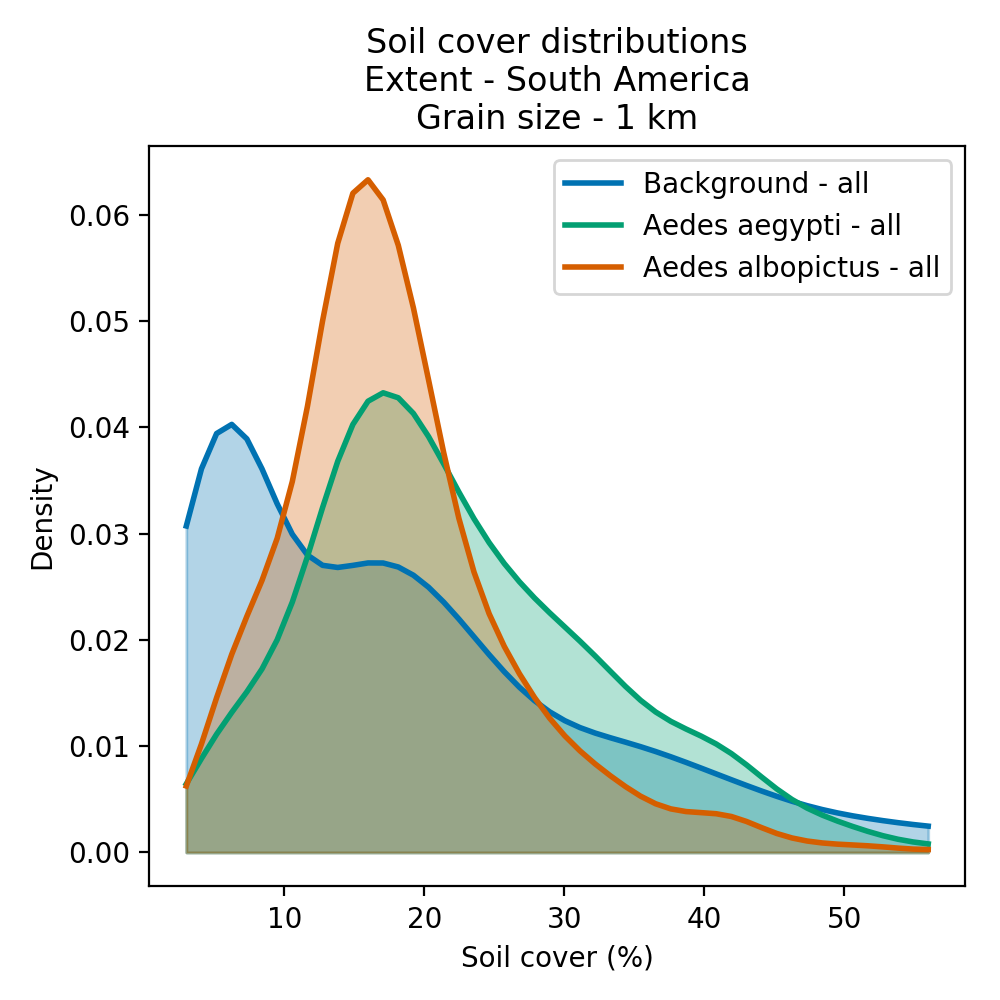 Soil cover distributions
Extent - South America
Grain size - 1 km
Background - all
Aedes aegypti - all
Aedes albopictus - all
0.06
0.05
0.04
0.03
0.02
0.01
0.00
Density
10 20 30 40 50
Soil cover (%)